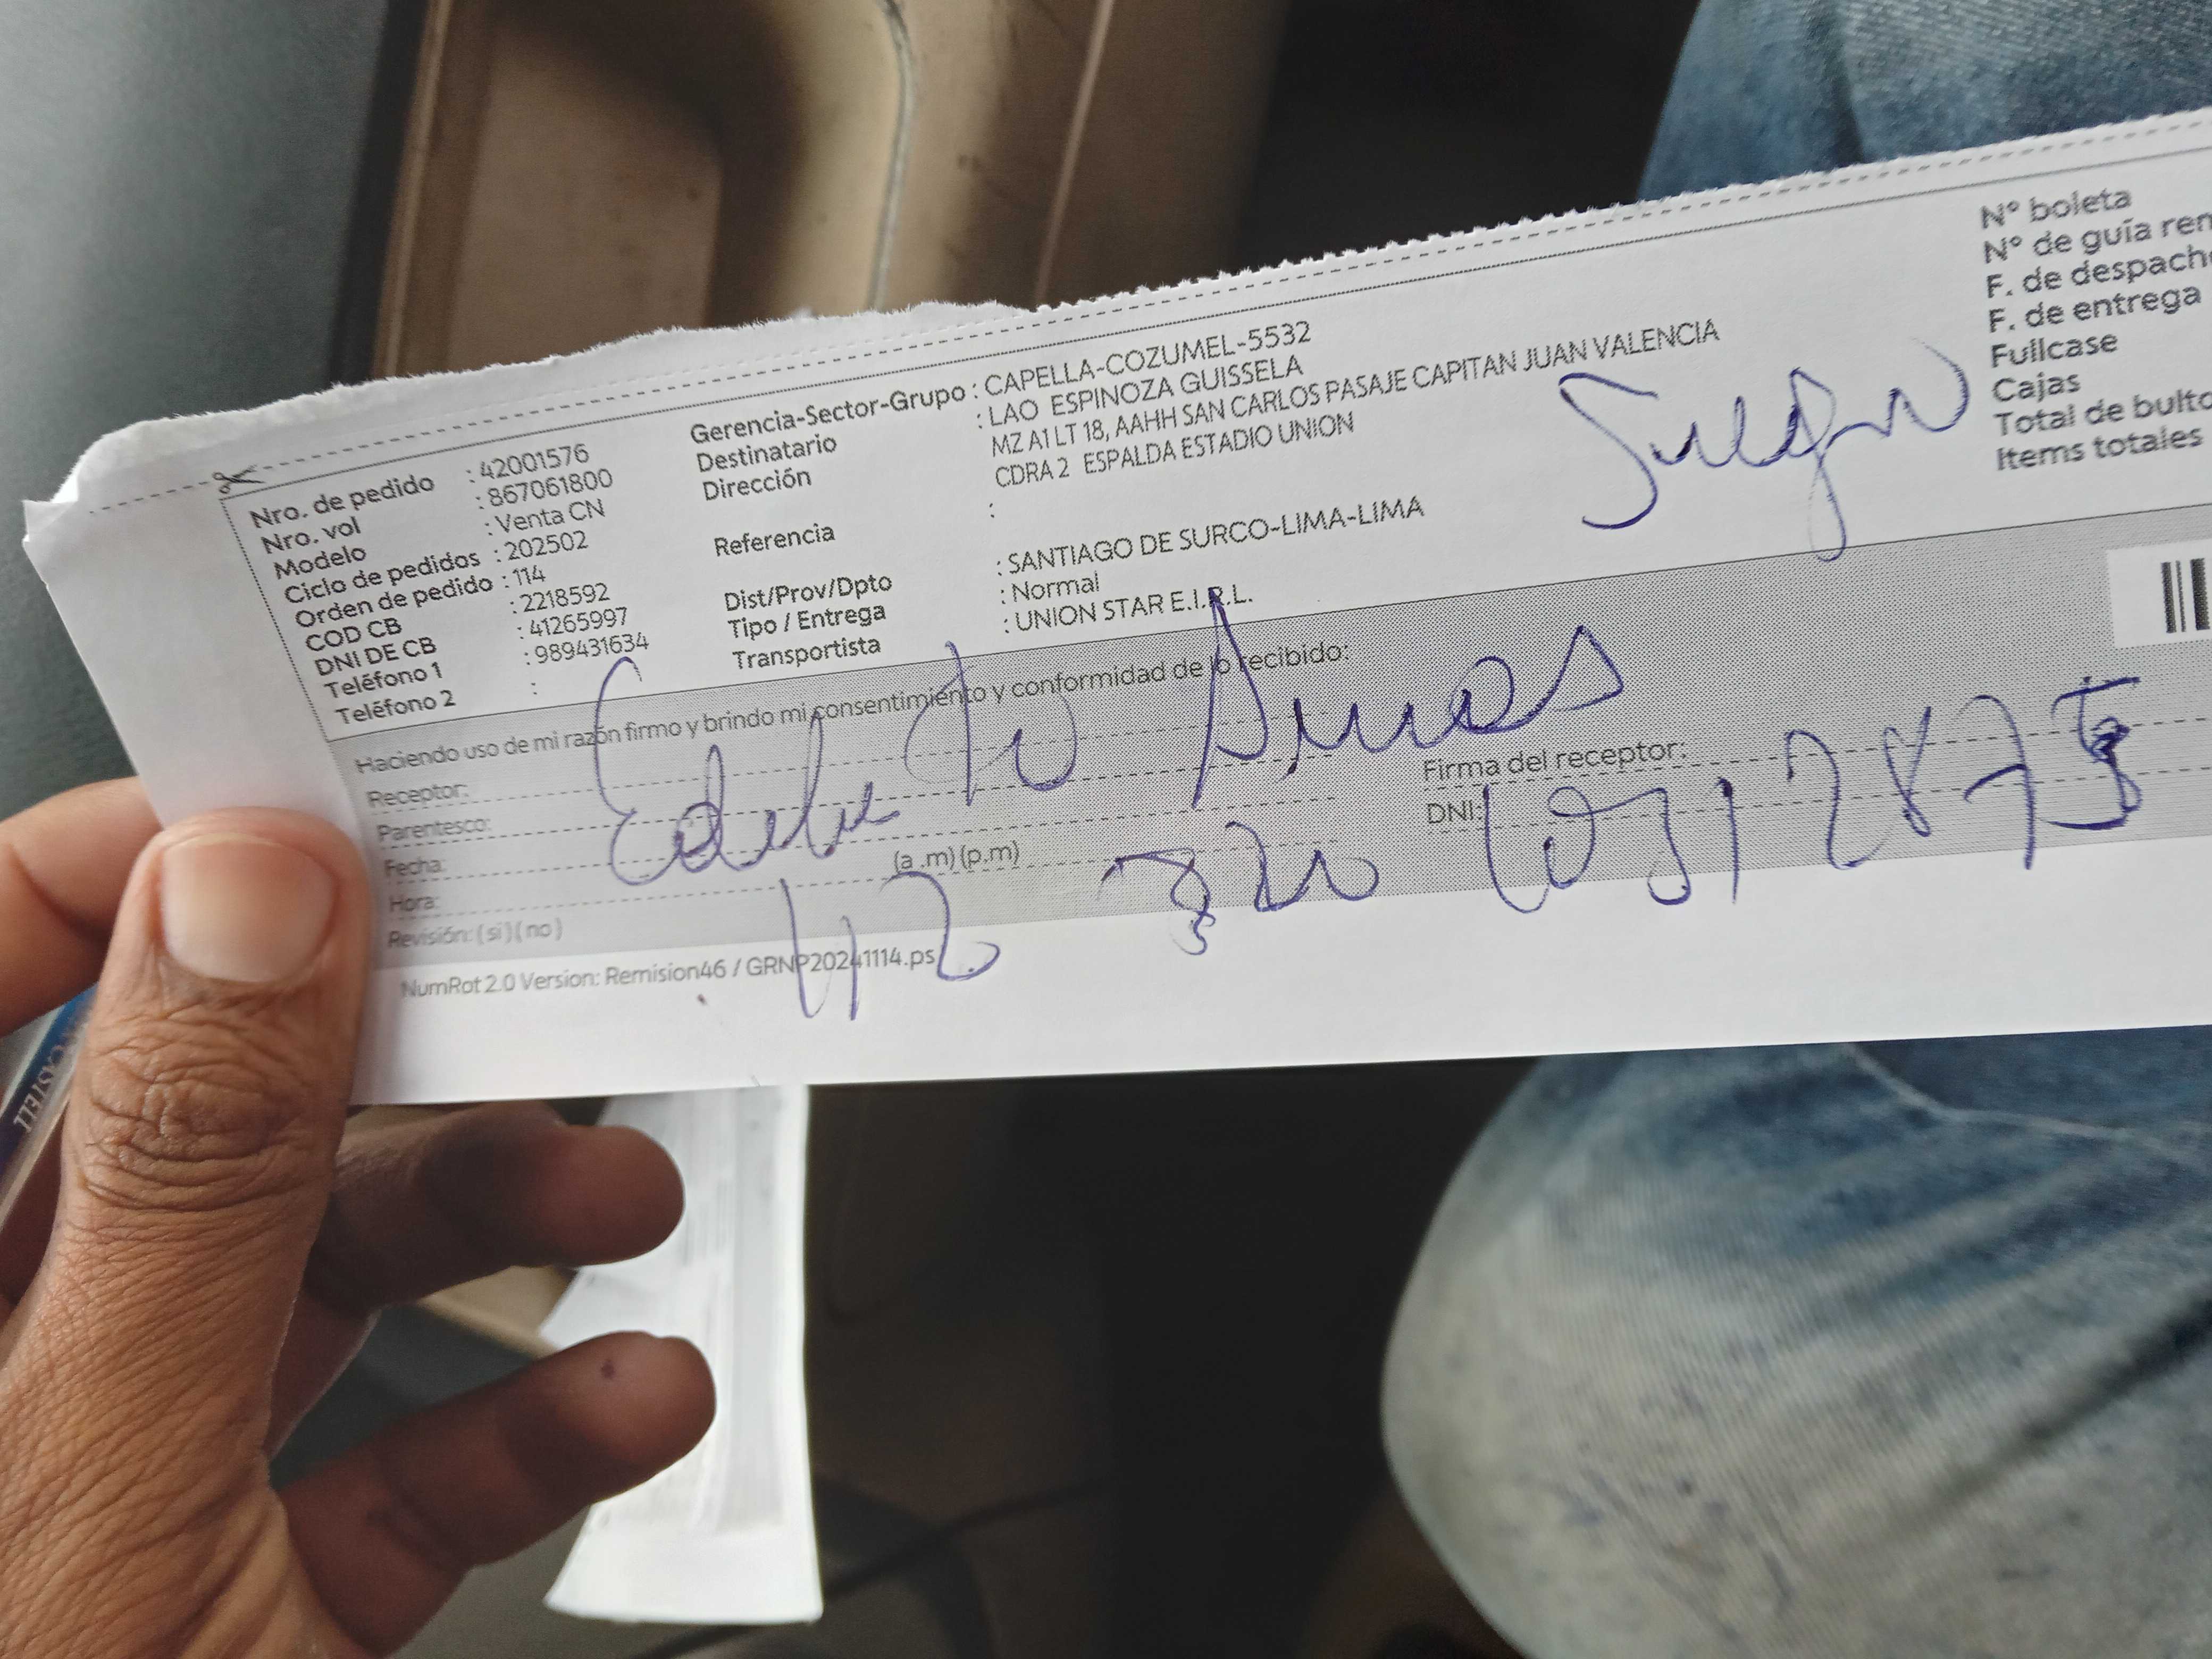 Nro. de pedido : 42001576
Nro. vol : 867061800
Modelo : Venta CN
Ciclo de pedidos : 202502
Orden de pedido : 114
COD CB : 2218592
DNI DE CB : 41265997
Teléfono 1 : 989431634
Teléfono 2 :
Gerencia-Sector-Grupo : CAPELLA-COZUMEL-5532
Destinatario : LAO ESPINOZA GUISSELA
Dirección MZ A1 LT 18, AAHH SAN CARLOS PASAJE CAPITAN JUAN VALENCIA
CDRA 2 ESPALDA ESTADIO UNION
Referencia :
Dist/Prov/Dpto : SANTIAGO DE SURCO-LIMA-LIMA
Tipo / Entrega : Normal
Transportista : UNION STAR E.I.R.L.
N° boleta
N° de guía
F. de
F. de entrega
Fullcase
Cajas
Total de
Items totales
Haciendo uso de mi razón firmo y brindo mi consentimiento y conformidad de lo recibido:
Receptor:
Parentesco:
Fecha:
Hora: (a .m) (p.m)
Revisión: ( si ) ( no )
Firma del receptor:
DNI:
NumRot 2.0 Version: Remision46 / GRNP20241114.ps